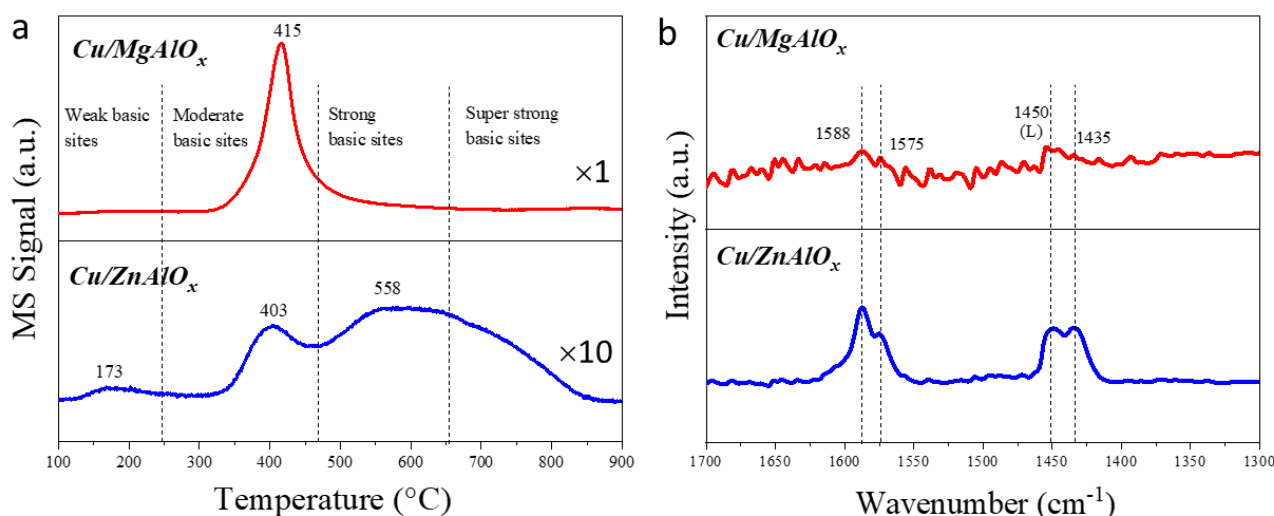 a
Cu/MgAlOₓ
415
Weak basic
sites
Moderate
basic sites
Strong
basic sites
Super strong
basic sites
×1
Cu/ZnAlOₓ
173
403
558
×10
MS Signal (a.u.)
100 200 300 400 500 600 700 800 900
Temperature (°C)
b
Cu/MgAlOₓ
1588
1575
1450
(L)
1435
Cu/ZnAlOₓ
Intensity (a.u.)
1700 1650 1600 1550 1500 1450 1400 1350 1300
Wavenumber (cm⁻¹)